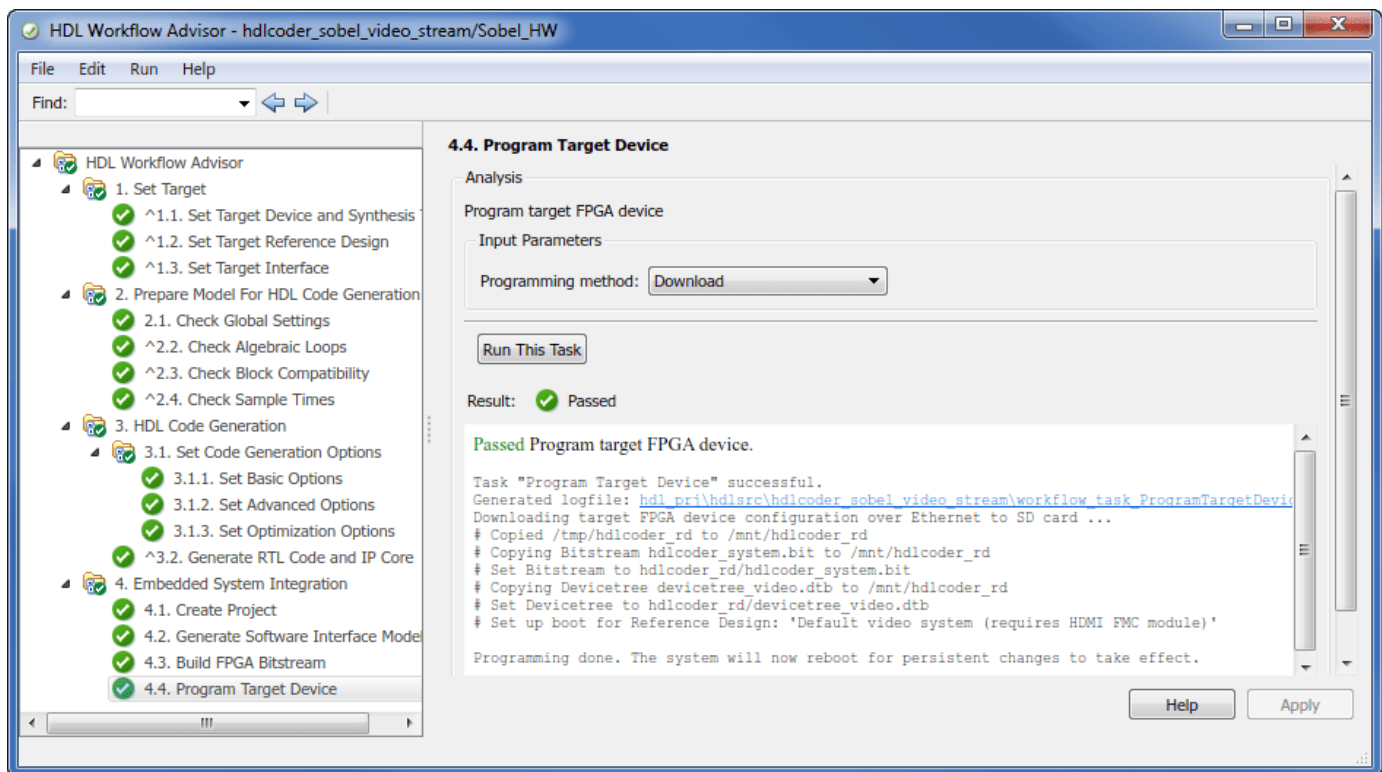 HDL Workflow Advisor - hdlcoder_sobel_video_stream/Sobel_HW
File Edit Run Help
Find:
HDL Workflow Advisor
1. Set Target
^1.1. Set Target Device and Synthesis
^1.2. Set Target Reference Design
^1.3. Set Target Interface
2. Prepare Model For HDL Code Generation
2.1. Check Global Settings
^2.2. Check Algebraic Loops
^2.3. Check Block Compatibility
^2.4. Check Sample Times
3. HDL Code Generation
3.1. Set Code Generation Options
3.1.1. Set Basic Options
3.1.2. Set Advanced Options
3.1.3. Set Optimization Options
^3.2. Generate RTL Code and IP Core
4. Embedded System Integration
4.1. Create Project
4.2. Generate Software Interface Model
4.3. Build FPGA Bitstream
4.4. Program Target Device
4.4. Program Target Device
Analysis
Program target FPGA device
Input Parameters
Programming method: Download
Run This Task
Result: Passed
Passed Program target FPGA device.
Task "Program Target Device" successful.
Generated logfile: hdl_prj\hdlsrc\hdlcoder_sobel_video_stream\workflow_task_ProgramTargetDevic
Downloading target FPGA device configuration over Ethernet to SD card ...
# Copied /tmp/hdlcoder_rd to /mnt/hdlcoder_rd
# Copying Bitstream hdlcoder_system.bit to /mnt/hdlcoder_rd
# Set Bitstream to hdlcoder_rd/hdlcoder_system.bit
# Copying Devicetree devicetree_video.dtb to /mnt/hdlcoder_rd
# Set Devicetree to hdlcoder_rd/devicetree_video.dtb
# Set up boot for Reference Design: 'Default video system (requires HDMI FMC module)'
Programming done. The system will now reboot for persistent changes to take effect.
Help Apply